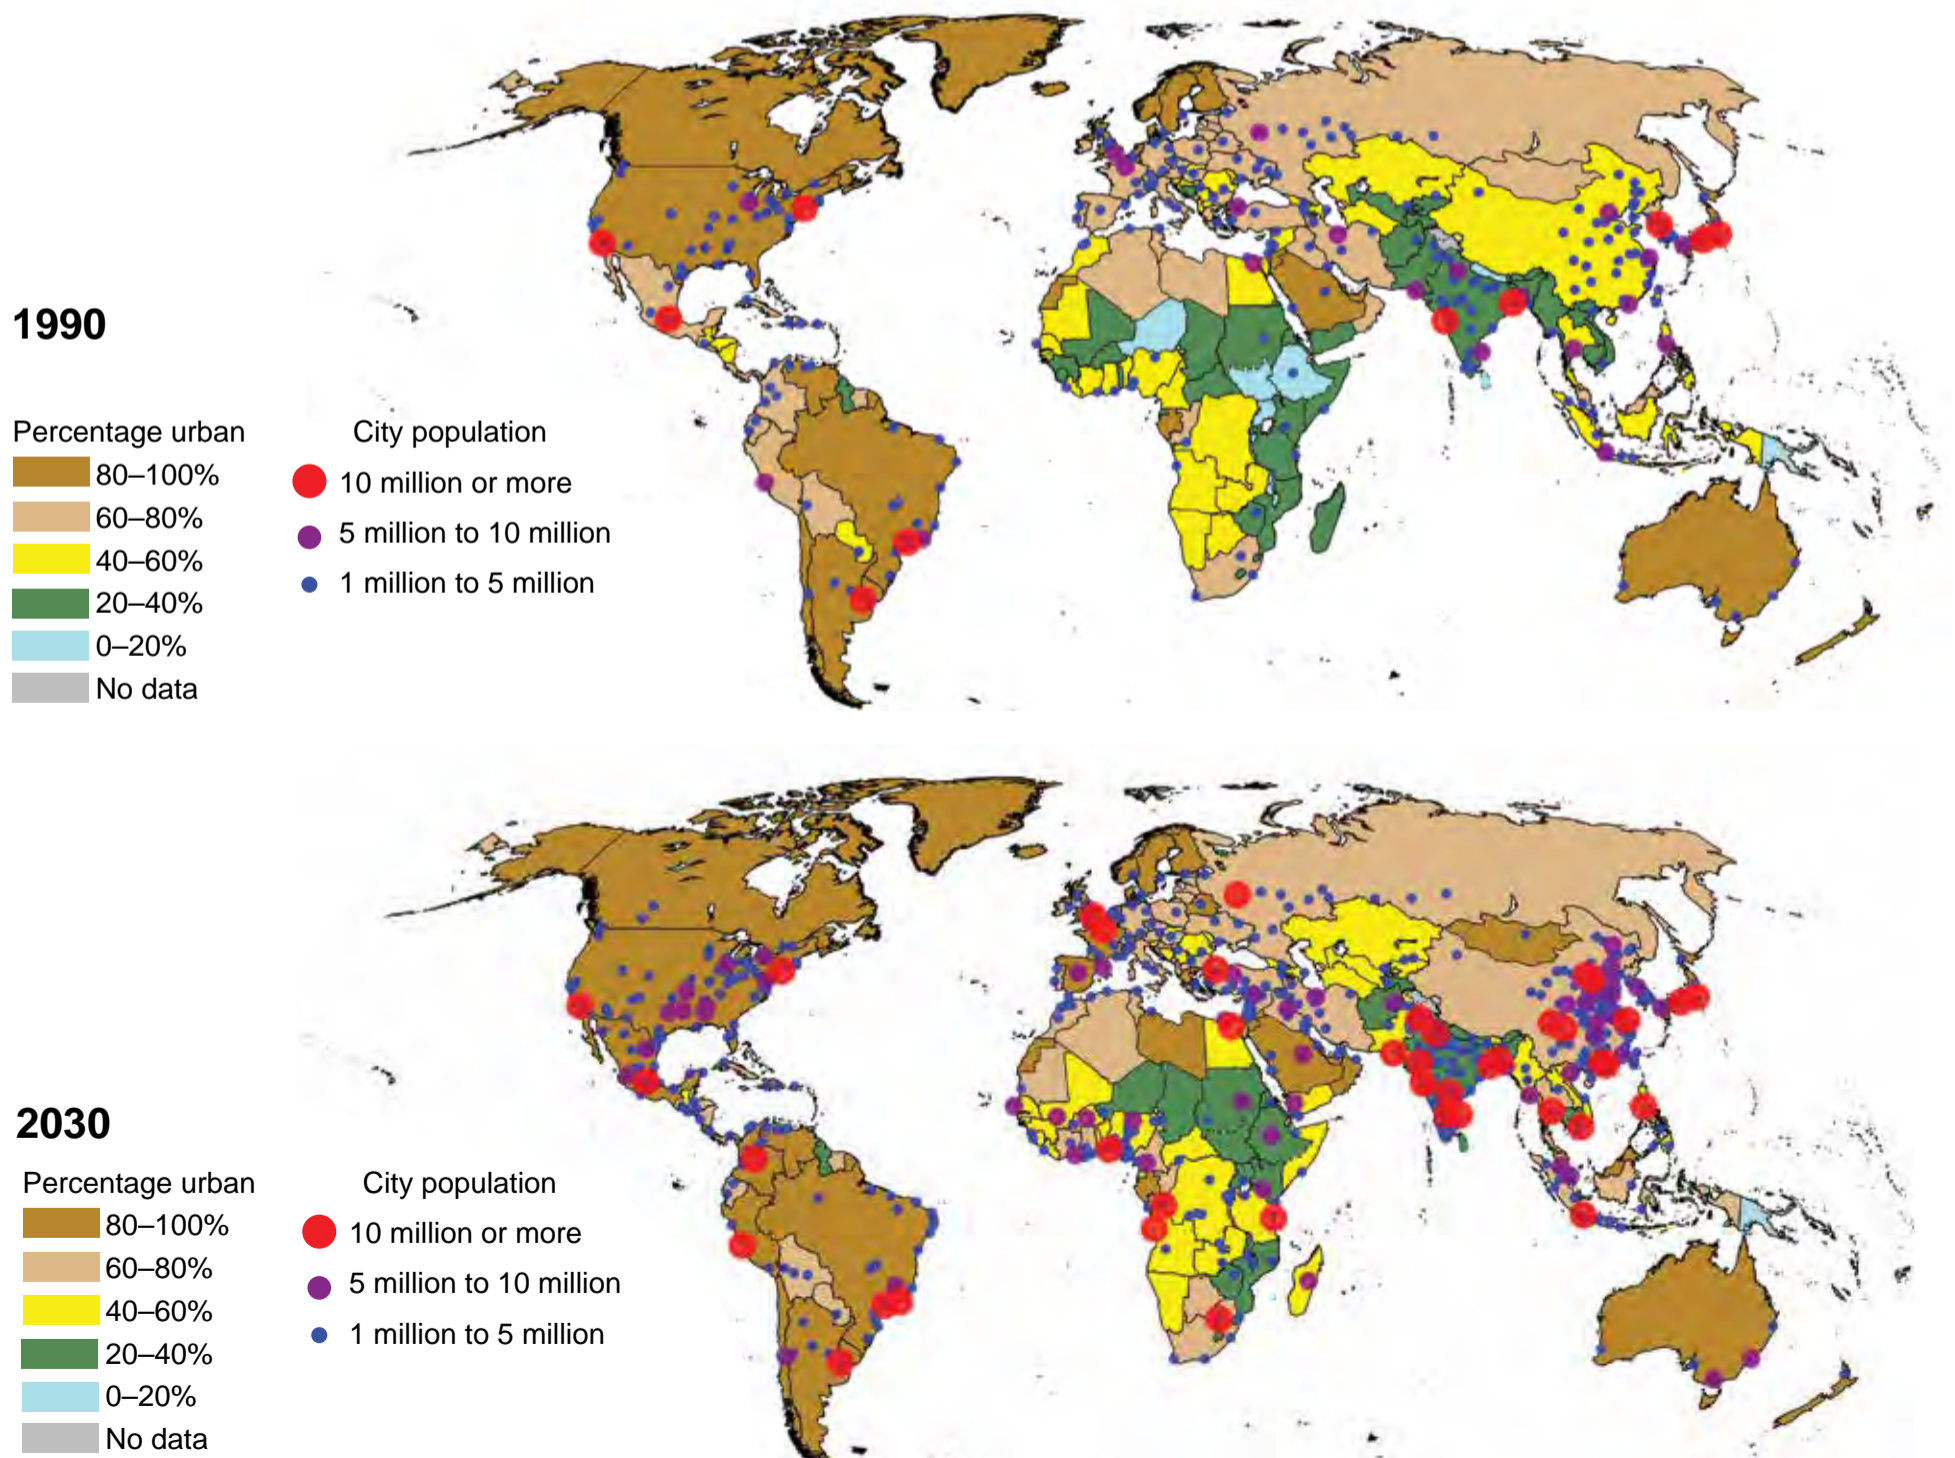 1990
Percentage urban
80–100%
60–80%
40–60%
20–40%
0–20%
No data
City population
10 million or more
5 million to 10 million
1 million to 5 million
2030
Percentage urban
80–100%
60–80%
40–60%
20–40%
0–20%
No data
City population
10 million or more
5 million to 10 million
1 million to 5 million